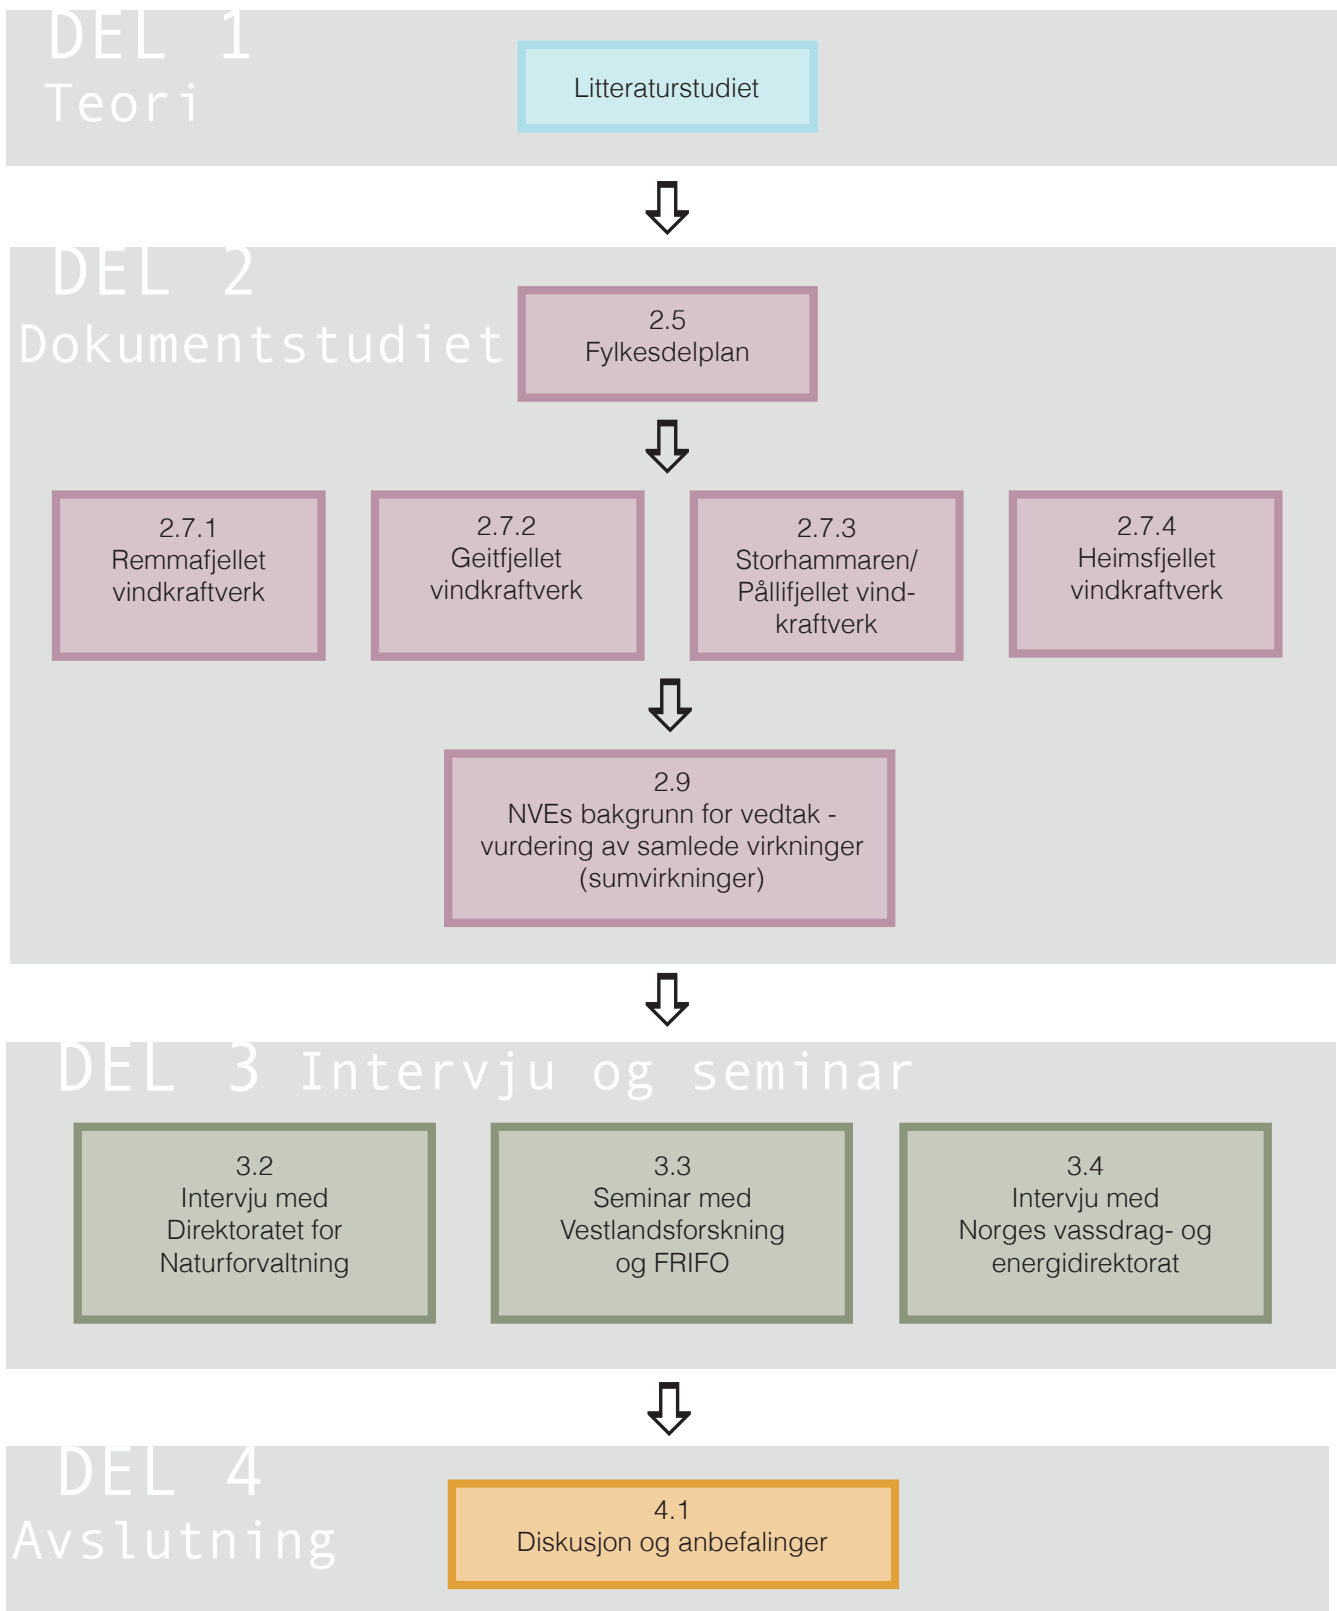 DEL 1
Teori
Litteraturstudiet
DEL 2
Dokumentstudiet
2.5
Fylkesdelplan
2.7.1
Remmafjellet
vindkraftverk
2.7.2
Geitfjellet
vindkraftverk
2.7.3
Storhammaren/
Pållifjellet vind-
kraftverk
2.7.4
Heimsfjellet
vindkraftverk
2.9
NVEs bakgrunn for vedtak -
vurdering av samlede virkninger
(sumvirkninger)
DEL 3 Intervju og seminar
3.2
Intervju med
Direktoratet for
Naturforvaltning
3.3
Seminar med
Vestlandsforskning
og FRIFO
3.4
Intervju med
Norges vassdrag- og
energidirektorat
DEL 4
Avslutning
4.1
Diskusjon og anbefalinger